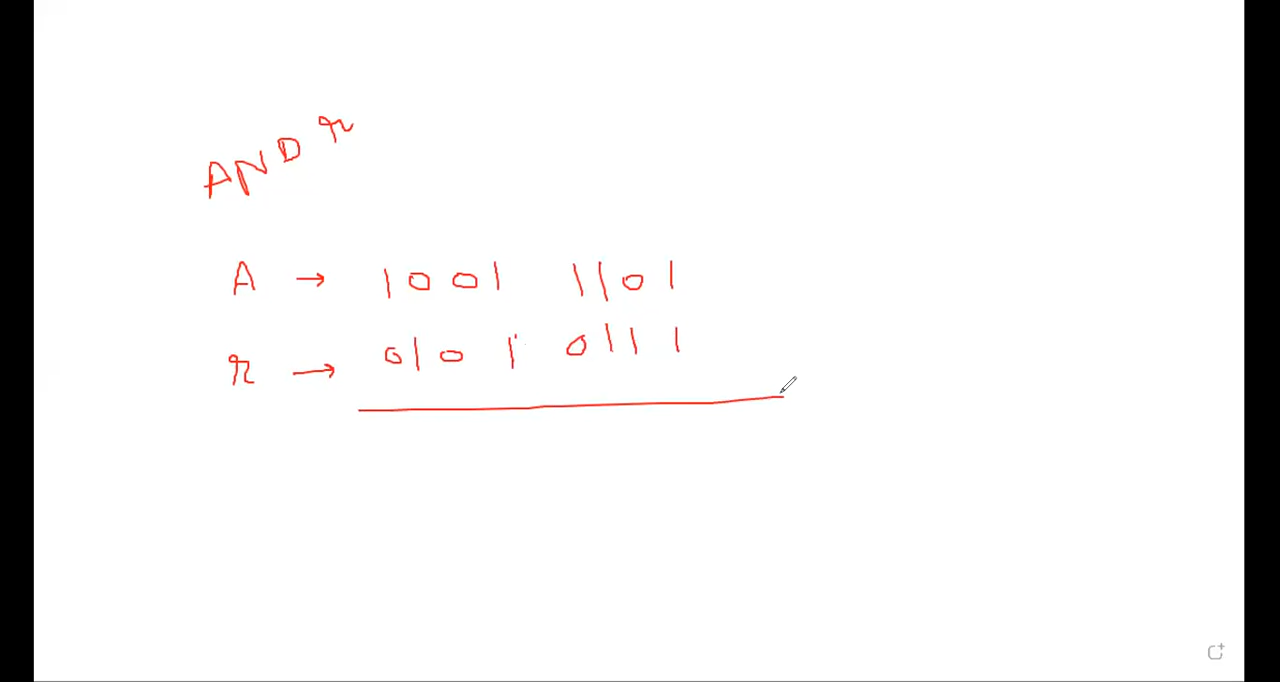 AND r
A → 1001 1101
r → 0101 0111